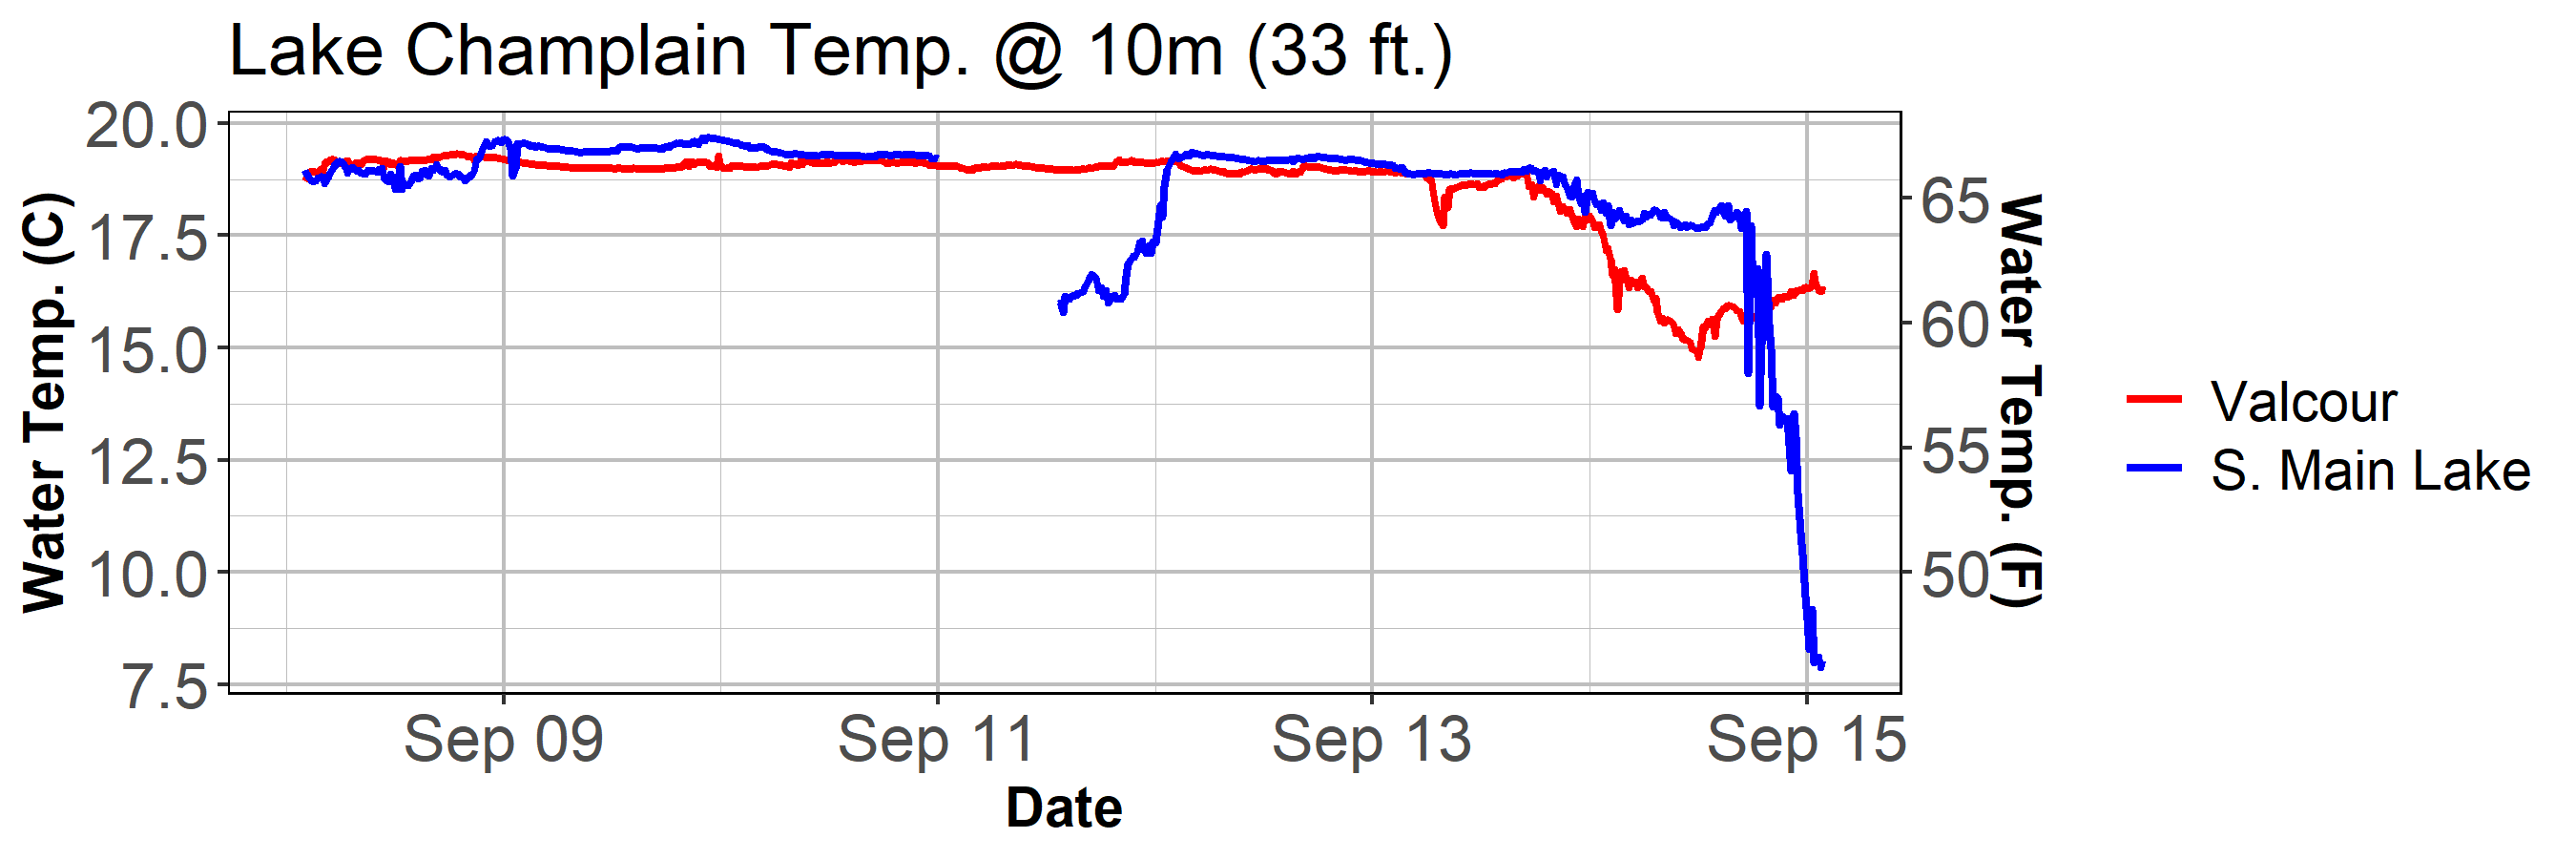 Lake Champlain Temp. @ 10m (33 ft.)
Water Temp. (C)
20.0
17.5
15.0
12.5
10.0
7.5
65
60
55
50
Water Temp. (F)
Sep 09
Sep 11
Sep 13
Sep 15
Date
Valcour
S. Main Lake